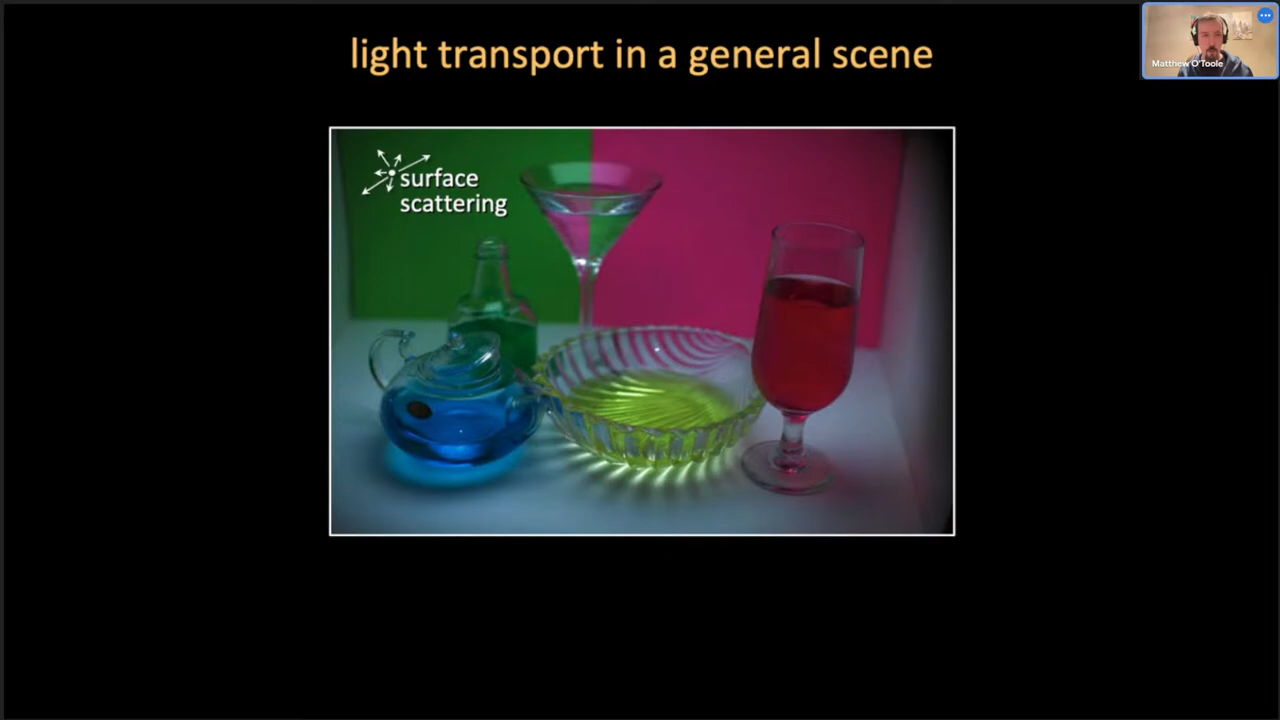 light transport in a general scene
Matthew O'Toole
surface
scattering